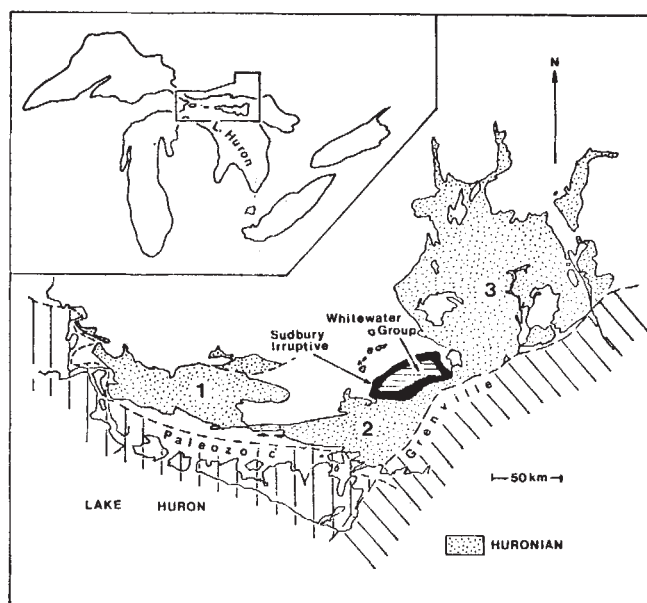 L. Huron
N
3
Whitewater
Group
Sudbury
Irruptive
1
2
Paleozoic
Grenville
50 km
LAKE HURON
HURONIAN